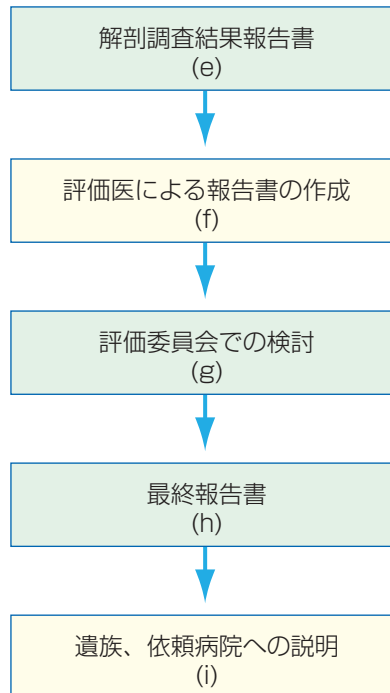 解剖調査結果報告書
(e)
評価医による報告書の作成
(f)
評価委員会での検討
(g)
最終報告書
(h)
遺族、依頼病院への説明
(i)